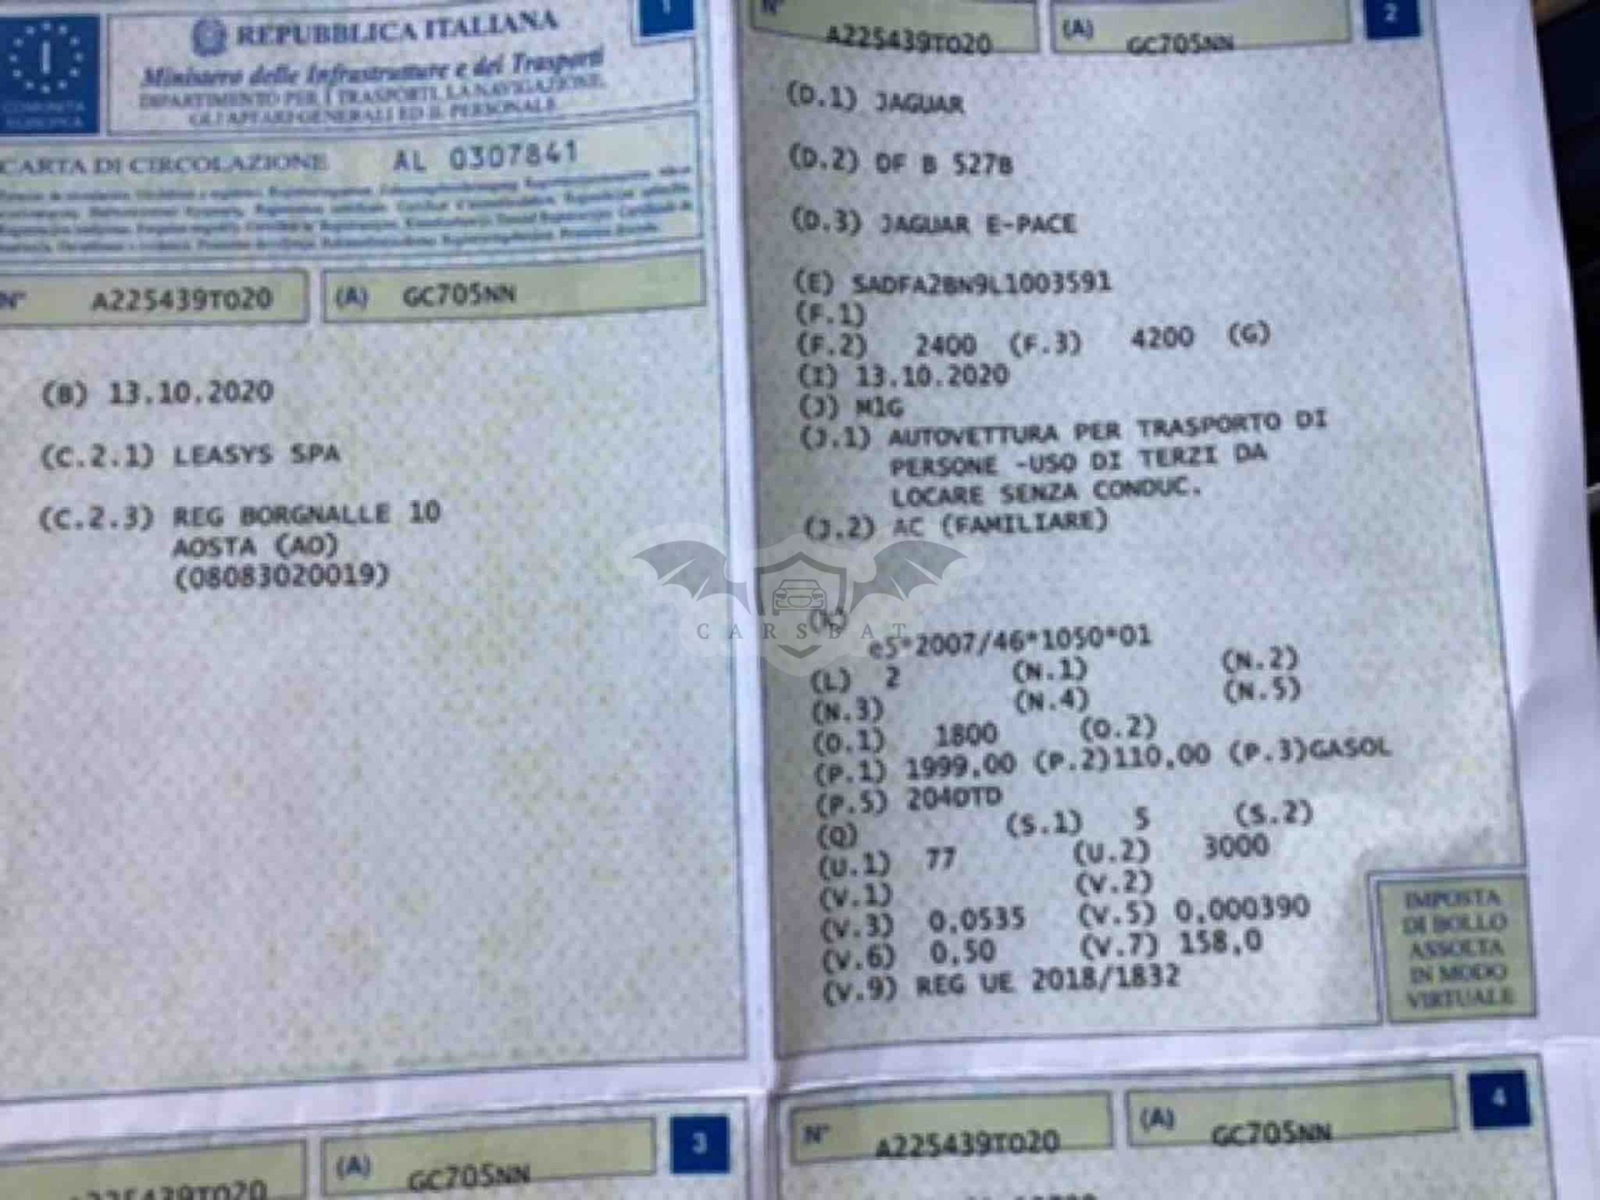 1
I
COMUNITA
EUROPEA
REPUBBLICA ITALIANA
Ministero delle Infrastrutture e dei Trasporti
DIPARTIMENTO PER I TRASPORTI, LA NAVIGAZIONE,
GLI AFFARI GENERALI ED IL PERSONALE
CARTA DI CIRCOLAZIONE AL 0307841
N° A225439TO20 (A) GC705NN
(B) 13.10.2020
(C.2.1) LEASYS SPA
(C.2.3) REG BORGNALLE 10
AOSTA (AO)
(08083020019)
N° A225439TO20 (A) GC705NN 2
(D.1) JAGUAR
(D.2) DF B 527B
(D.3) JAGUAR E-PACE
(E) SADFA2BN9L1003591
(F.1)
(F.2) 2400 (F.3) 4200 (G)
(I) 13.10.2020
(J) M1G
(J.1) AUTOVETTURA PER TRASPORTO DI
PERSONE -USO DI TERZI DA
LOCARE SENZA CONDUC.
(J.2) AC (FAMILIARE)
(K)
CARSBAT
e5*2007/46*1050*01
(L) 2 (N.1) (N.2)
(N.3) (N.4) (N.5)
(O.1) 1800 (O.2)
(P.1) 1999,00 (P.2)110,00 (P.3)GASOL
(P.5) 204DTD
(Q) (S.1) 5 (S.2)
(U.1) 77 (U.2) 3000
(V.1) (V.2)
(V.3) 0,0535 (V.5) 0,000390
(V.6) 0,50 (V.7) 158,0
(V.9) REG UE 2018/1832
IMPOSTA
DI BOLLO
ASSOLTA
IN MODO
VIRTUALE
A225439TO20 (A) GC705NN 3
N° A225439TO20 (A) GC705NN 4